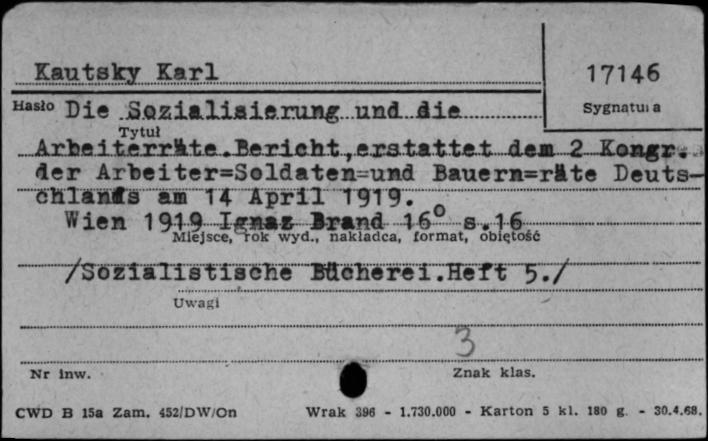 Kautsky Karl
17146
Hasło Die Sozialisierung und die
Sygnatura
Tytuł
Arbeiterräte.Bericht,erstattet dem 2 Kongr.
der Arbeiter=Soldaten=und Bauern=räte Deuts-
chlands am 14 April 1919.
Wien 1919 Ignaz Brand 16° s.16
Miejsce, rok wyd., nakładca, format, objętość
/Sozialistische Bücherei.Heft 5./
Uwagi
3
Nr inw.
Znak klas.
CWD B 15a Zam. 452/DW/On Wrak 396 - 1.730.000 - Karton 5 kl. 180 g. - 30.4.68.